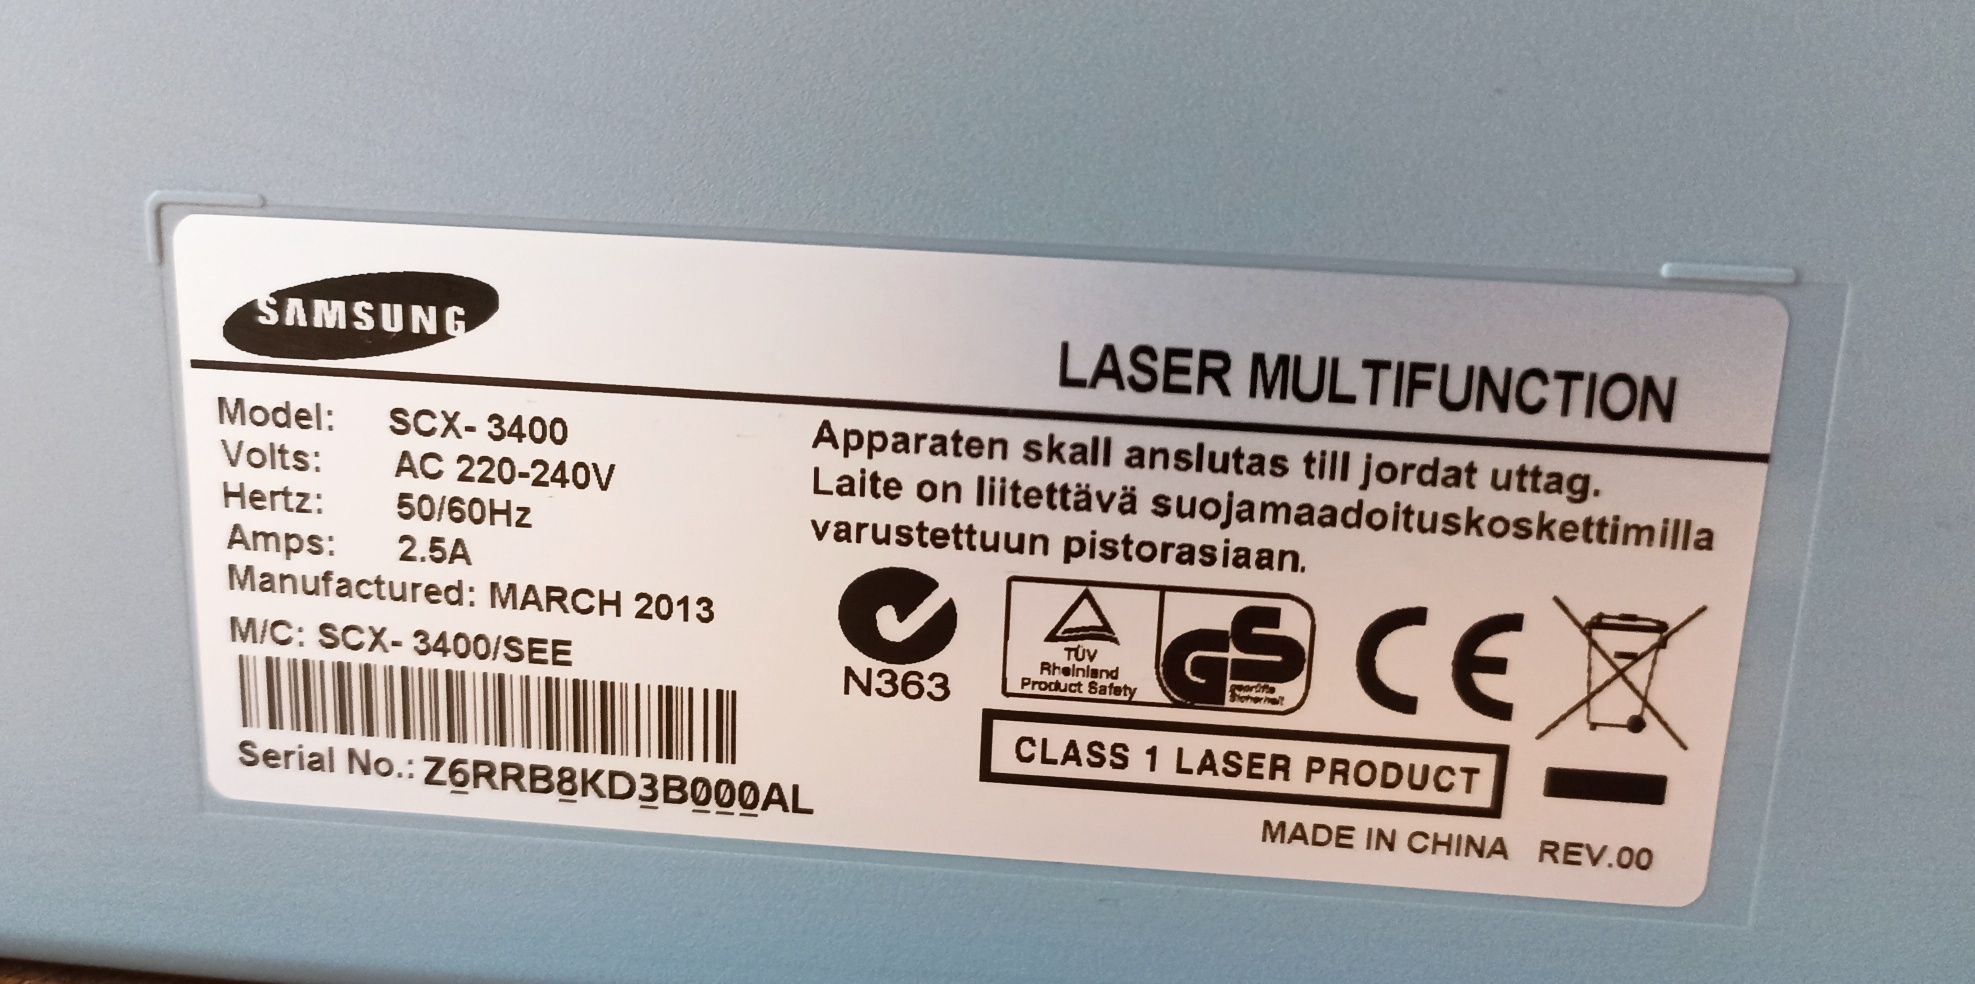 SAMSUNG
LASER MULTIFUNCTION
Model: SCX- 3400
Volts: AC 220-240V
Hertz: 50/60Hz
Amps: 2.5A
Manufactured: MARCH 2013
M/C: SCX- 3400/SEE
Serial No.: Z6RRB8KD3B000AL
Apparaten skall anslutas till jordat uttag.
Laite on liitettävä suojamaadoituskoskettimilla
varustettuun pistorasiaan.
N363
TÜV
Rheinland
Product Safety
GS
geprüfte
Sicherheit
CE
CLASS 1 LASER PRODUCT
MADE IN CHINA REV.00